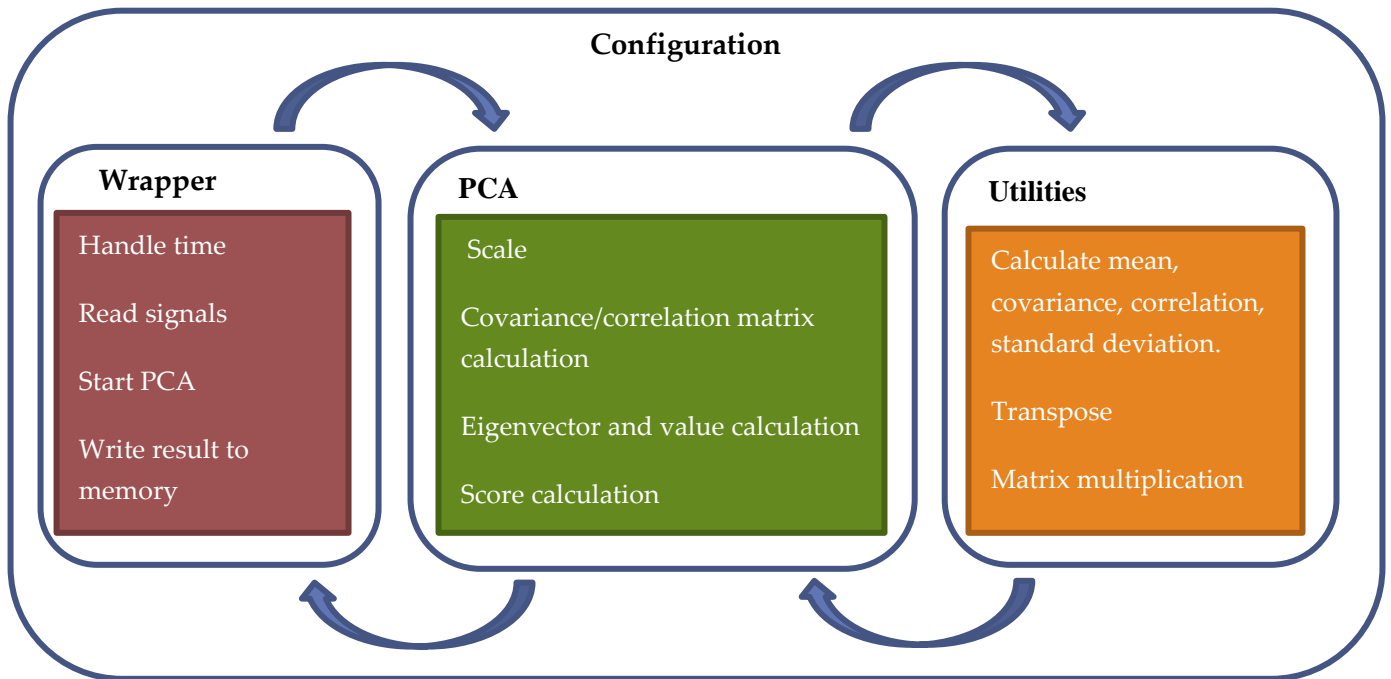 Configuration
Wrapper
Handle time
Read signals
Start PCA
Write result to
memory
PCA
Scale
Covariance/correlation matrix
calculation
Eigenvector and value calculation
Score calculation
Utilities
Calculate mean,
covariance, correlation,
standard deviation.
Transpose
Matrix multiplication